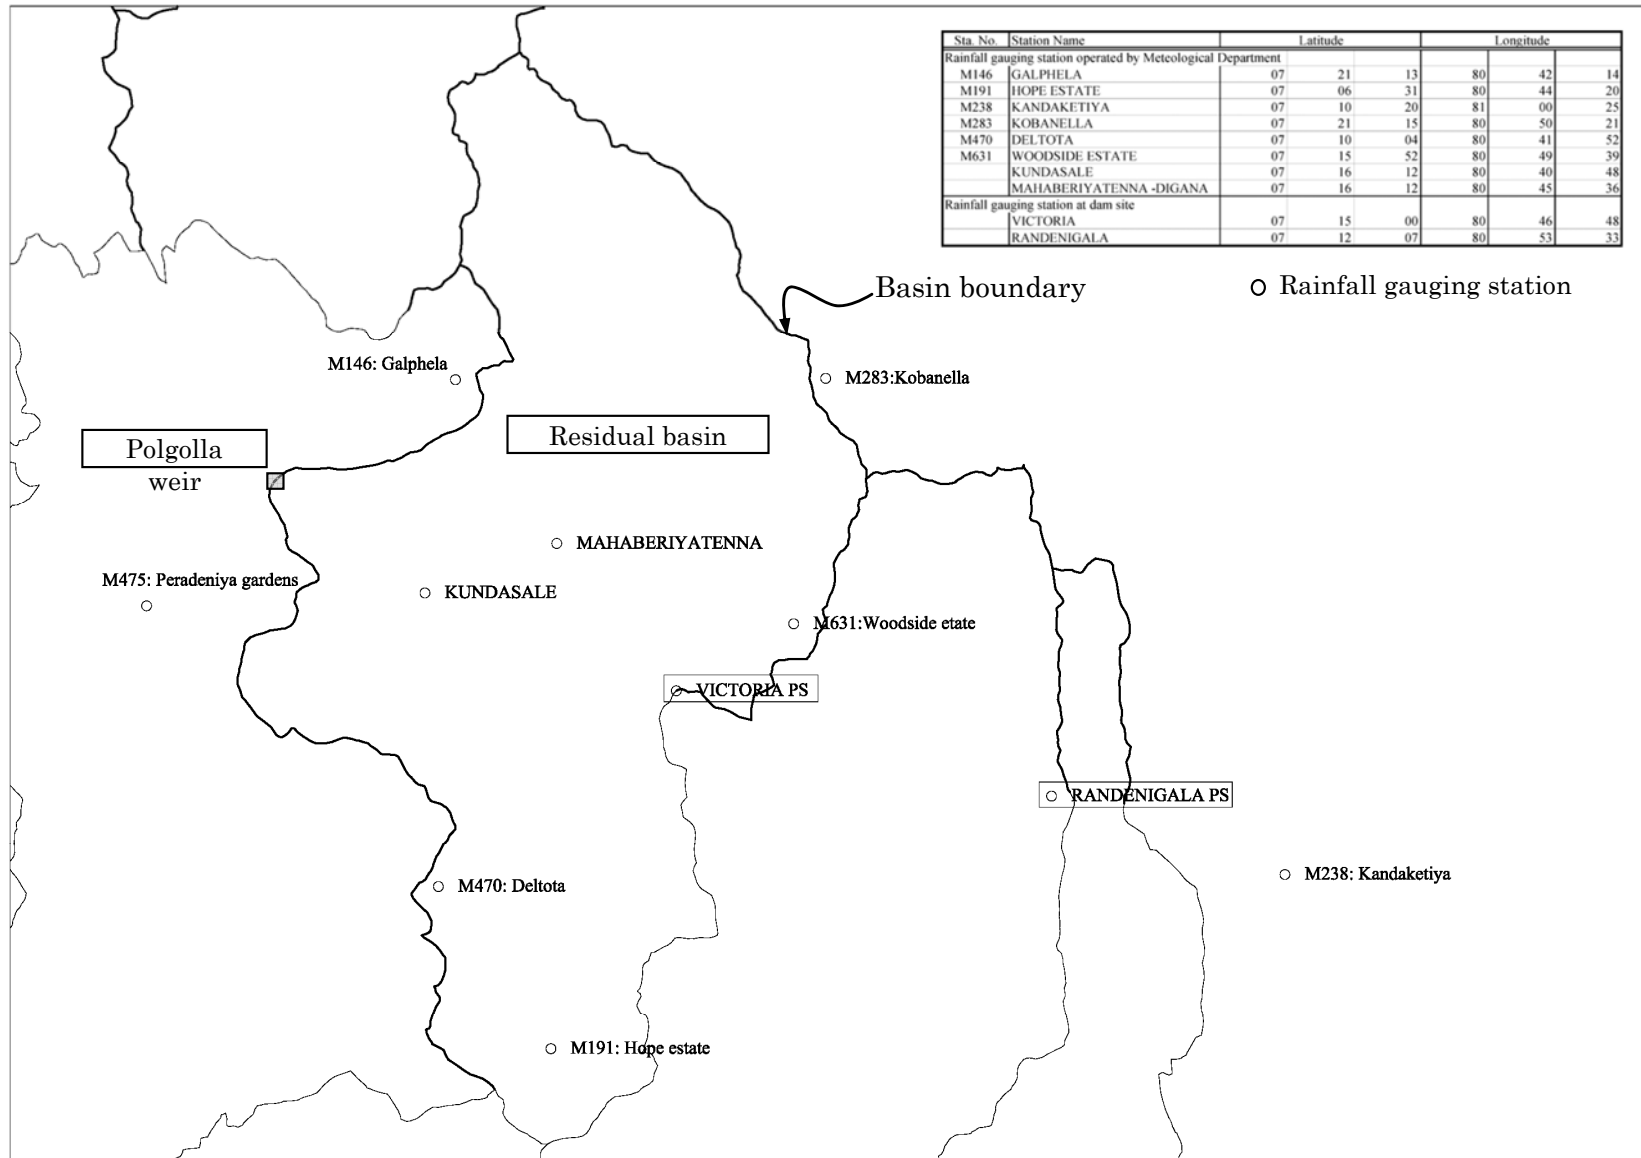 Sta. No. Station Name Latitude Longitude
Rainfall gauging station operated by Meteological Department
M146 GALPHELA 07 21 13 80 42 14
M191 HOPE ESTATE 07 06 31 80 44 20
M238 KANDAKETIYA 07 10 20 81 00 25
M283 KOBANELLA 07 21 15 80 50 21
M470 DELTOTA 07 10 04 80 41 52
M631 WOODSIDE ESTATE 07 15 52 80 49 39
KUNDASALE 07 16 12 80 40 48
MAHABERIYATENNA -DIGANA 07 16 12 80 45 36
Rainfall gauging station at dam site
VICTORIA 07 15 00 80 46 48
RANDENIGALA 07 12 07 80 53 33
Basin boundary
Rainfall gauging station
M146: Galphela
M283:Kobanella
Polgolla
weir
Residual basin
MAHABERIYATENNA
M475: Peradeniya gardens
KUNDASALE
M631:Woodside etate
VICTORIA PS
RANDENIGALA PS
M470: Deltota
M238: Kandaketiya
M191: Hope estate